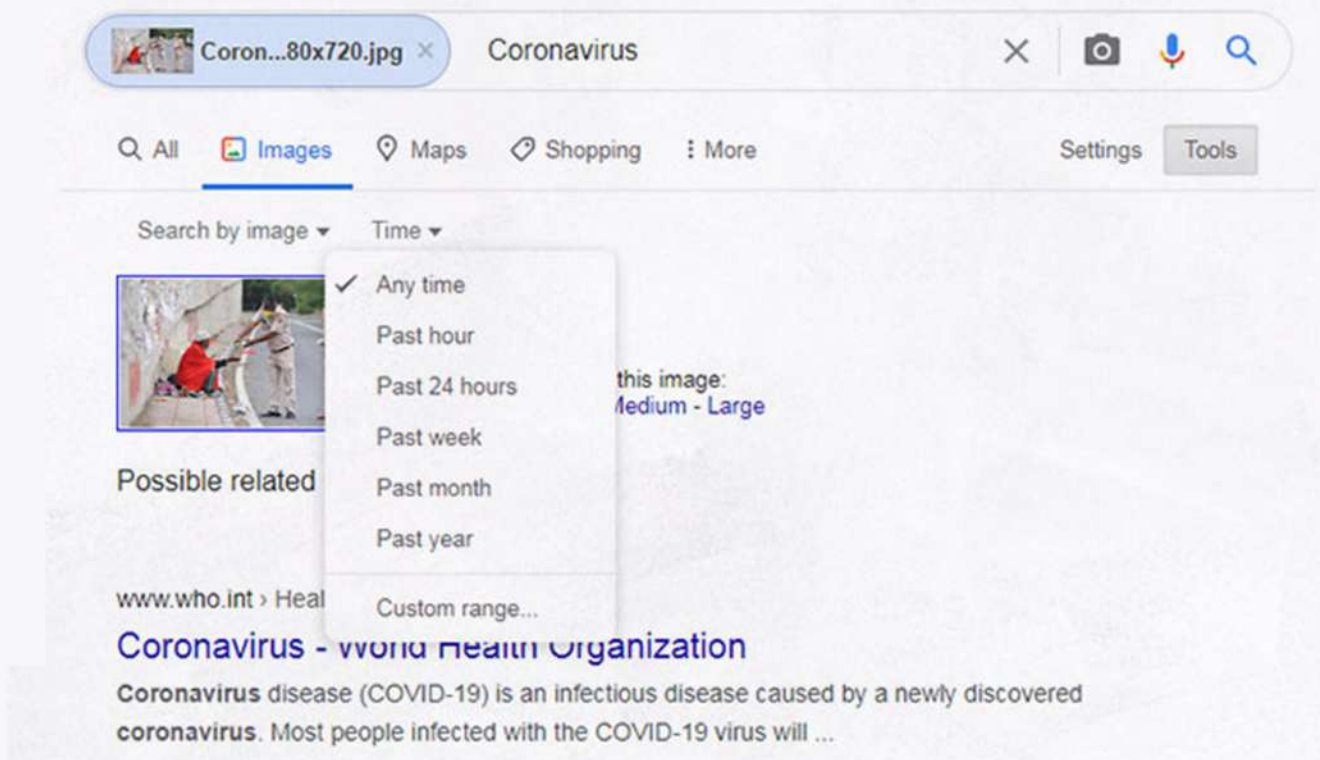 Coron...80x720.jpg × Coronavirus
All Images Maps Shopping More Settings Tools
Search by image Time
Any time
Past hour
Past 24 hours
this image:
Medium - Large
Past week
Possible related
Past month
Past year
www.who.int › Heal
Custom range...
Coronavirus - World Health Organization
Coronavirus disease (COVID-19) is an infectious disease caused by a newly discovered
coronavirus. Most people infected with the COVID-19 virus will ...